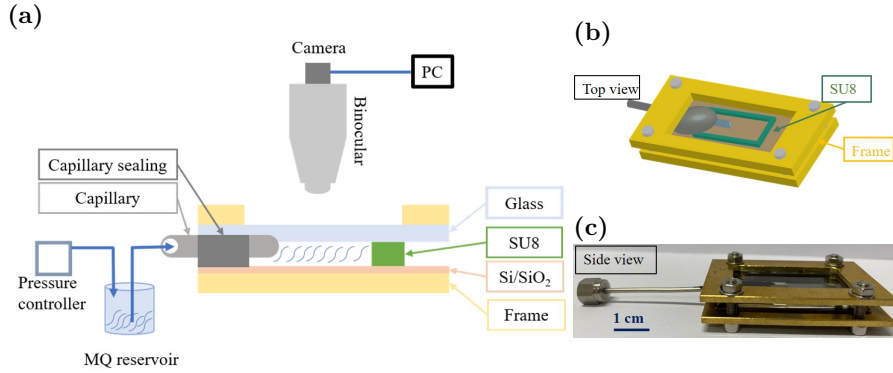 (a)
Camera
PC
Binocular
Capillary sealing
Capillary
Glass
SU8
Si/SiO₂
Frame
Pressure
controller
MQ reservoir
(b)
Top view
SU8
Frame
(c)
Side view
1 cm